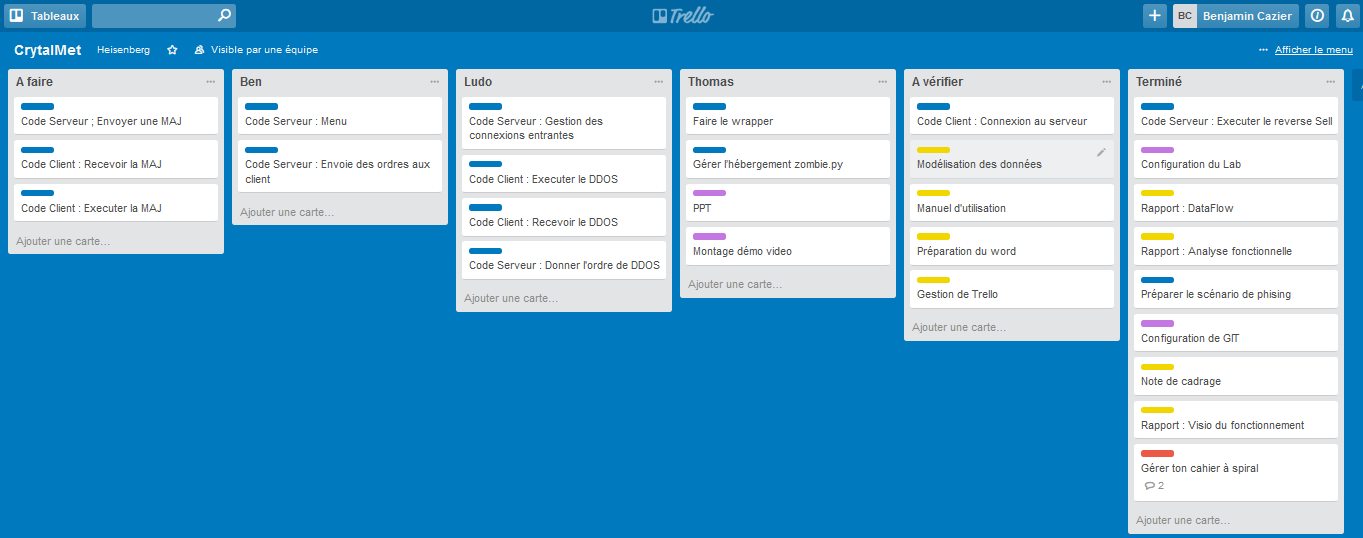 Tableaux
Trello
BC Benjamin Cazier
CrytalMet Heisenberg Visible par une équipe
Afficher le menu
A faire
Code Serveur ; Envoyer une MAJ
Code Client : Recevoir la MAJ
Code Client : Executer la MAJ
Ajouter une carte...
Ben
Code Serveur : Menu
Code Serveur : Envoie des ordres aux
client
Ajouter une carte...
Ludo
Code Serveur : Gestion des
connexions entrantes
Code Client : Executer le DDOS
Code Client : Recevoir le DDOS
Code Serveur : Donner l'ordre de DDOS
Ajouter une carte...
Thomas
Faire le wrapper
Gérer l'hébergement zombie.py
PPT
Montage démo video
Ajouter une carte...
A vérifier
Code Client : Connexion au serveur
Modélisation des données
Manuel d'utilisation
Préparation du word
Gestion de Trello
Ajouter une carte...
Terminé
Code Serveur : Executer le reverse Sell
Configuration du Lab
Rapport : DataFlow
Rapport : Analyse fonctionnelle
Préparer le scénario de phising
Configuration de GIT
Note de cadrage
Rapport : Visio du fonctionnement
Gérer ton cahier à spiral
2
Ajouter une carte...